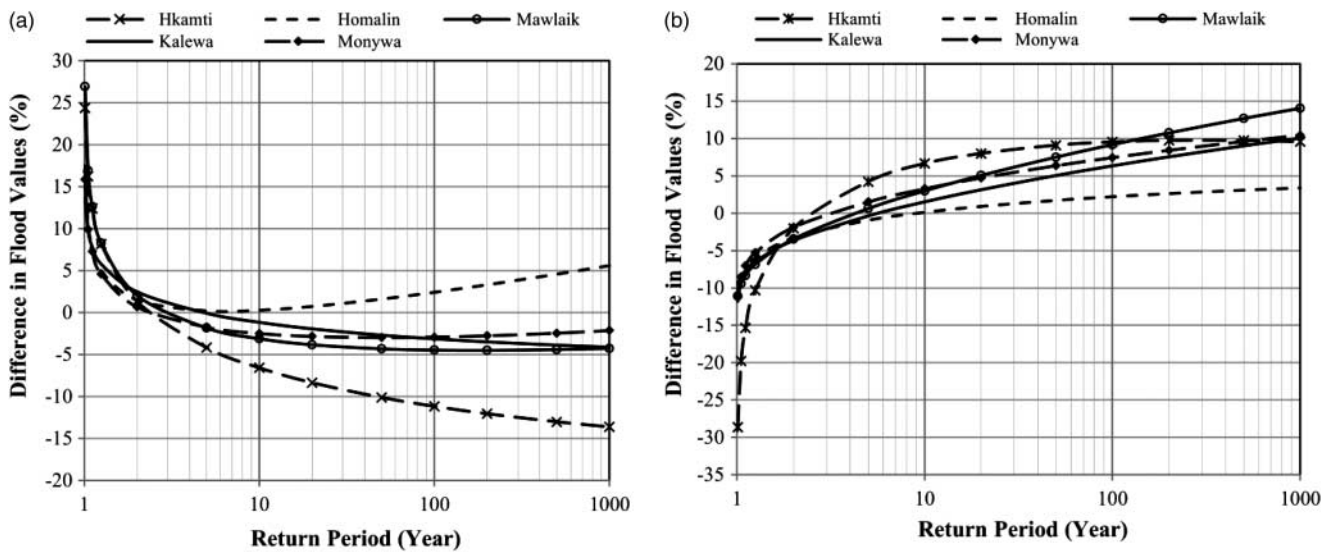 (a)
Hkamti Homalin Mawlaik
Kalewa Monywa
Difference in Flood Values (%)
30
25
20
15
10
5
0
-5
-10
-15
-20
1 10 100 1000
Return Period (Year)
(b)
Hkamti Homalin Mawlaik
Kalewa Monywa
Difference in Flood Values (%)
20
15
10
5
0
-5
-10
-15
-20
-25
-30
-35
1 10 100 1000
Return Period (Year)